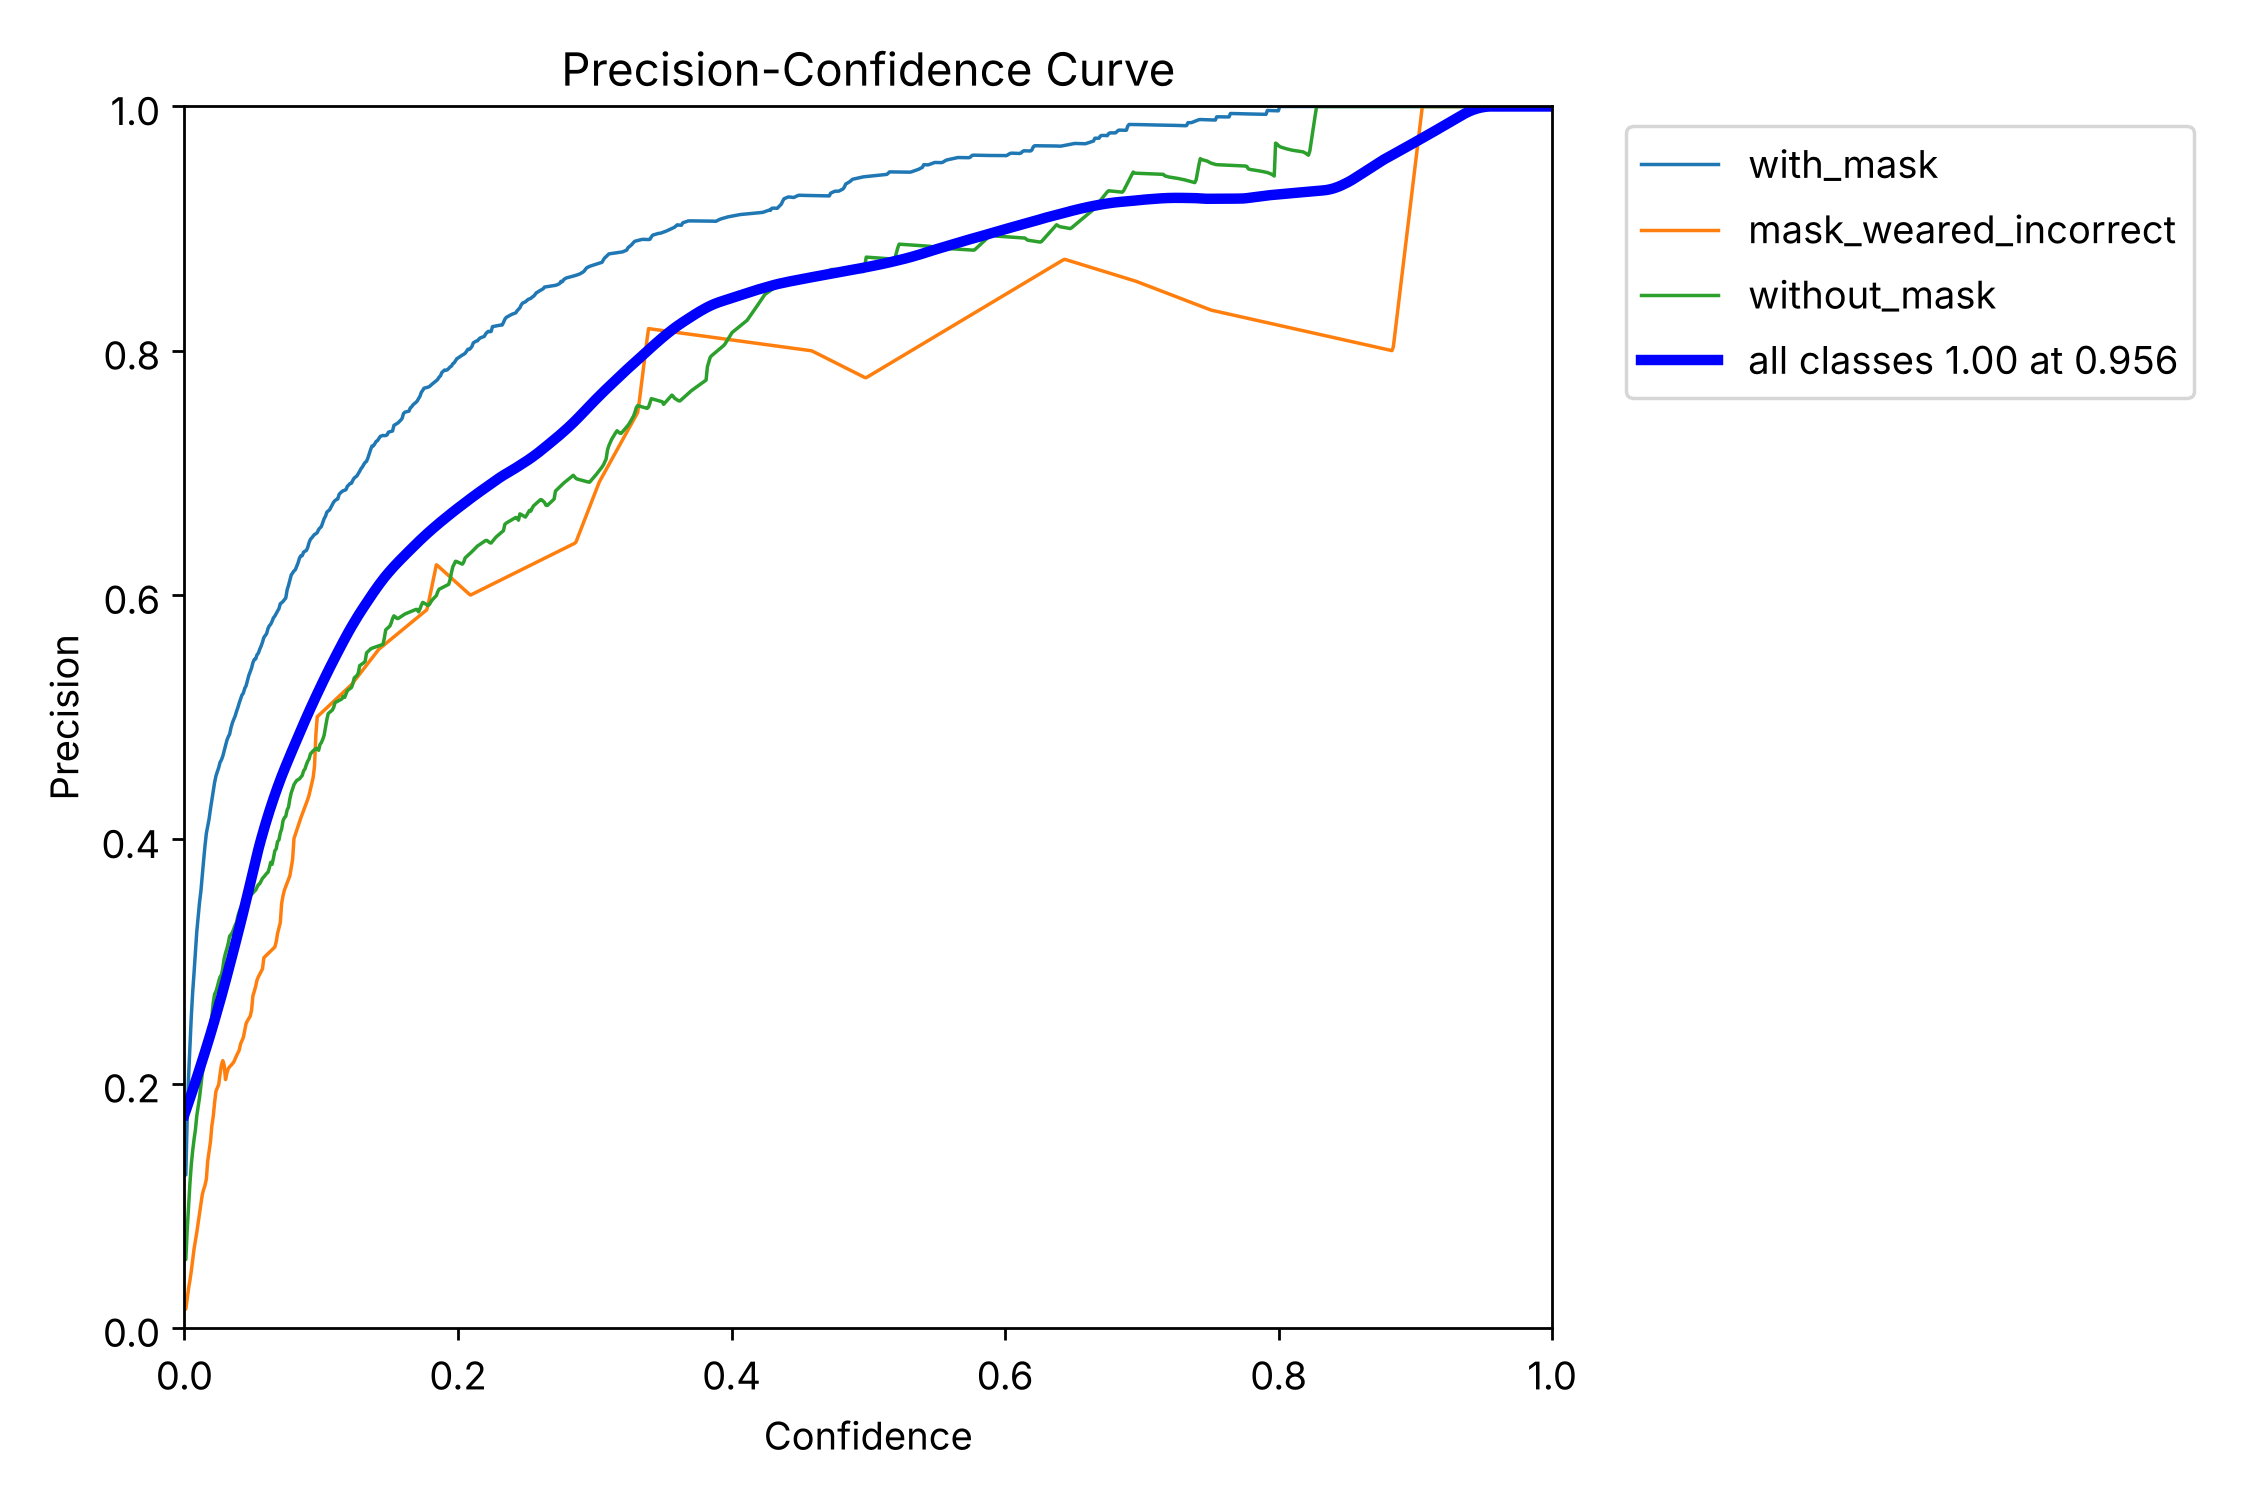 Precision-Confidence Curve
1.0
0.8
0.6
0.4
0.2
0.0
Precision
0.0 0.2 0.4 0.6 0.8 1.0
Confidence
with_mask
mask_weared_incorrect
without_mask
all classes 1.00 at 0.956